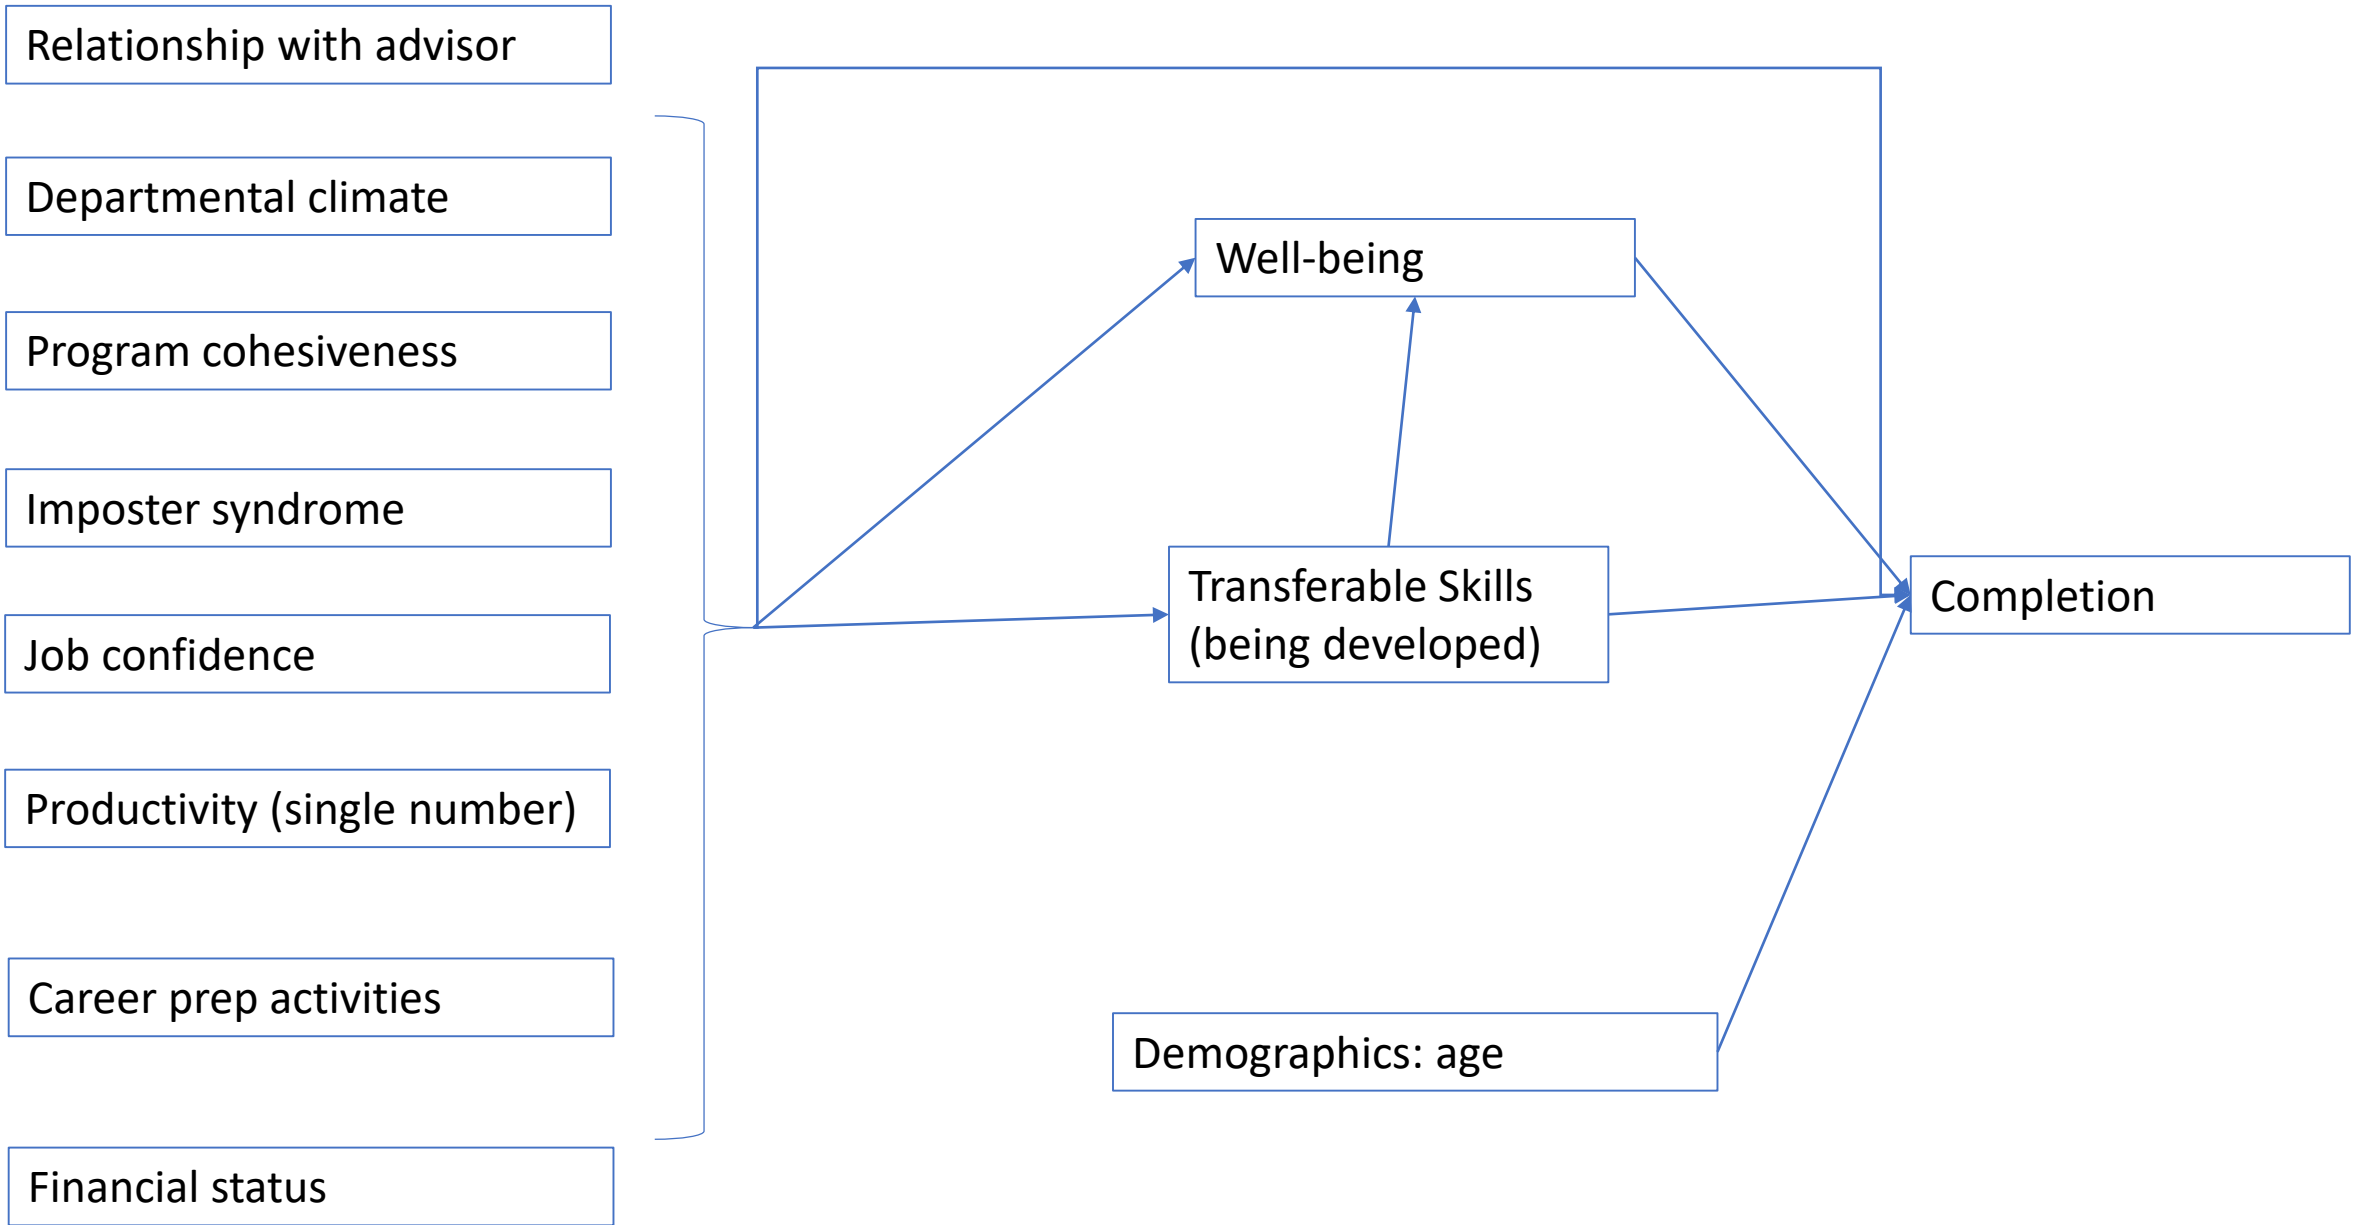 Relationship with advisor
Departmental climate
Program cohesiveness
Imposter syndrome
Job confidence
Productivity (single number)
Career prep activities
Financial status
Well-being
Transferable Skills
(being developed)
Demographics: age
Completion